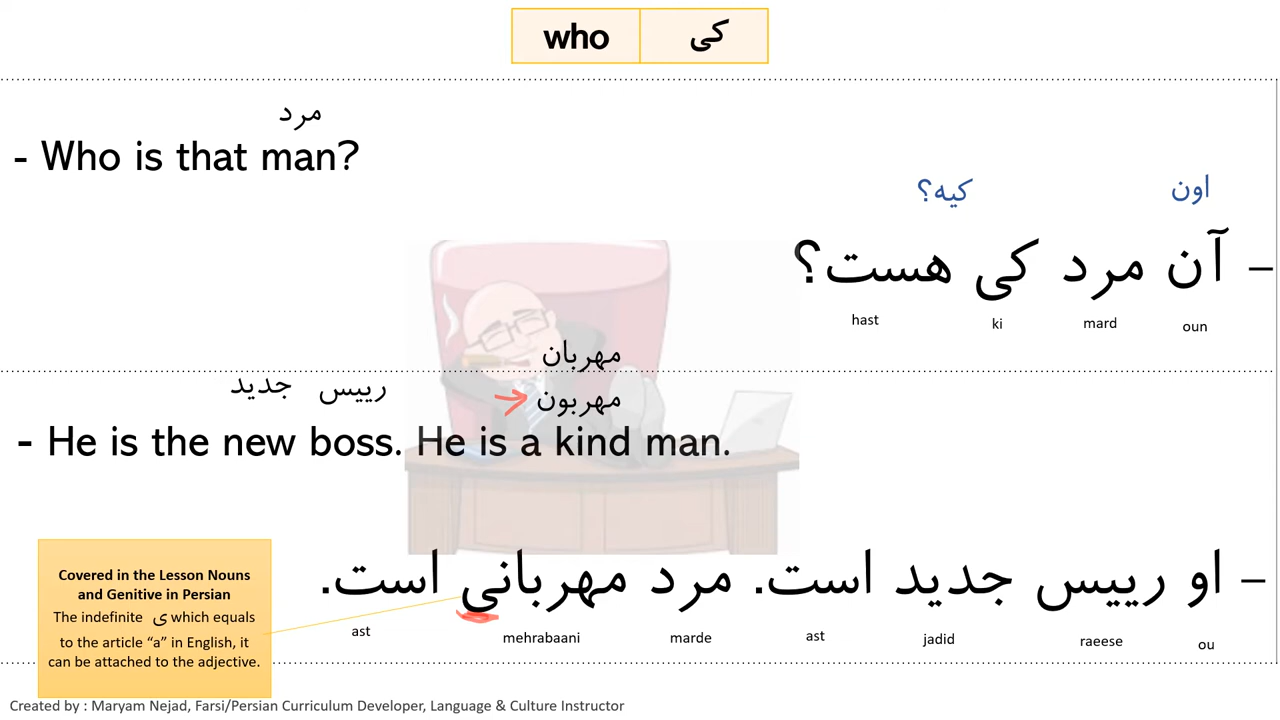 who کی
مرد
- Who is that man?
اون کیه؟
– آن مرد کی هست؟
oun mard ki hast
مهربان
رییس جدید
مهربون
- He is the new boss. He is a kind man.
– او رییس جدید است. مرد مهربانی است.
ou raeese jadid ast marde mehrabaani ast
Covered in the Lesson Nouns
and Genitive in Persian
The indefinite ی which equals
to the article “a” in English, it
can be attached to the adjective.
Created by : Maryam Nejad, Farsi/Persian Curriculum Developer, Language & Culture Instructor